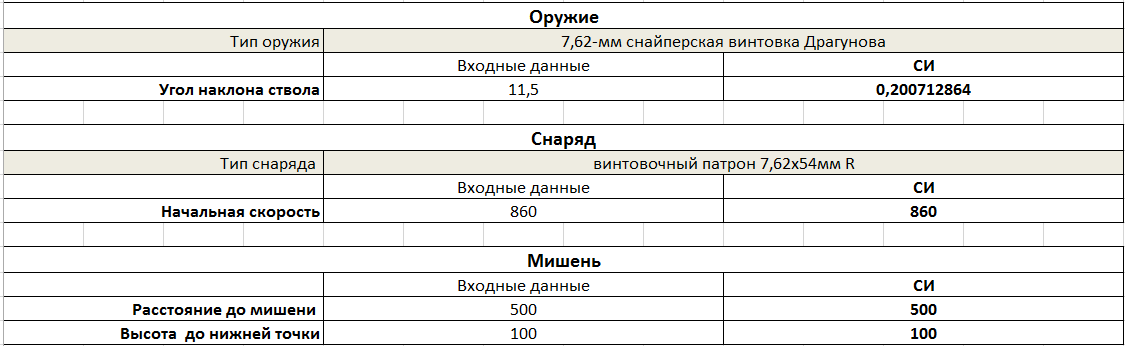 Оружие
Тип оружия 7,62-мм снайперская винтовка Драгунова
Входные данные СИ
Угол наклона ствола 11,5 0,200712864
Снаряд
Тип снаряда винтовочный патрон 7,62х54мм R
Входные данные СИ
Начальная скорость 860 860
Мишень
Входные данные СИ
Расстояние до мишени 500 500
Высота до нижней точки 100 100